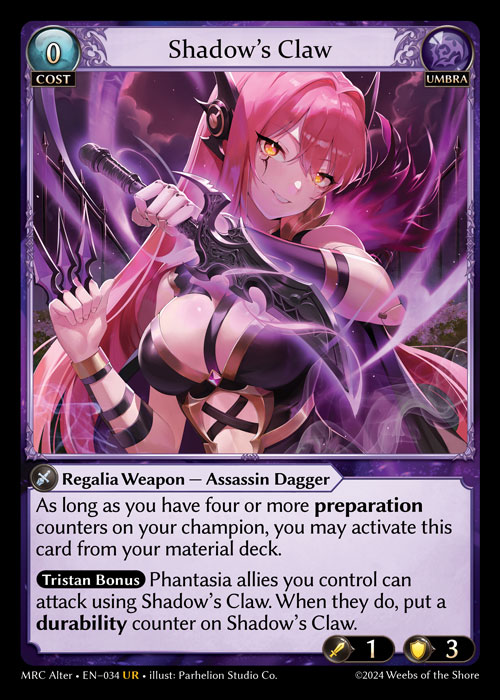 0
COST
Shadow's Claw
UMBRA
Regalia Weapon — Assassin Dagger
As long as you have four or more preparation
counters on your champion, you may activate this
card from your material deck.
Tristan Bonus Phantasia allies you control can
attack using Shadow's Claw. When they do, put a
durability counter on Shadow's Claw.
1 3
MRC Alter • EN–034 UR • illust: Parhelion Studio Co. ©2024 Weebs of the Shore